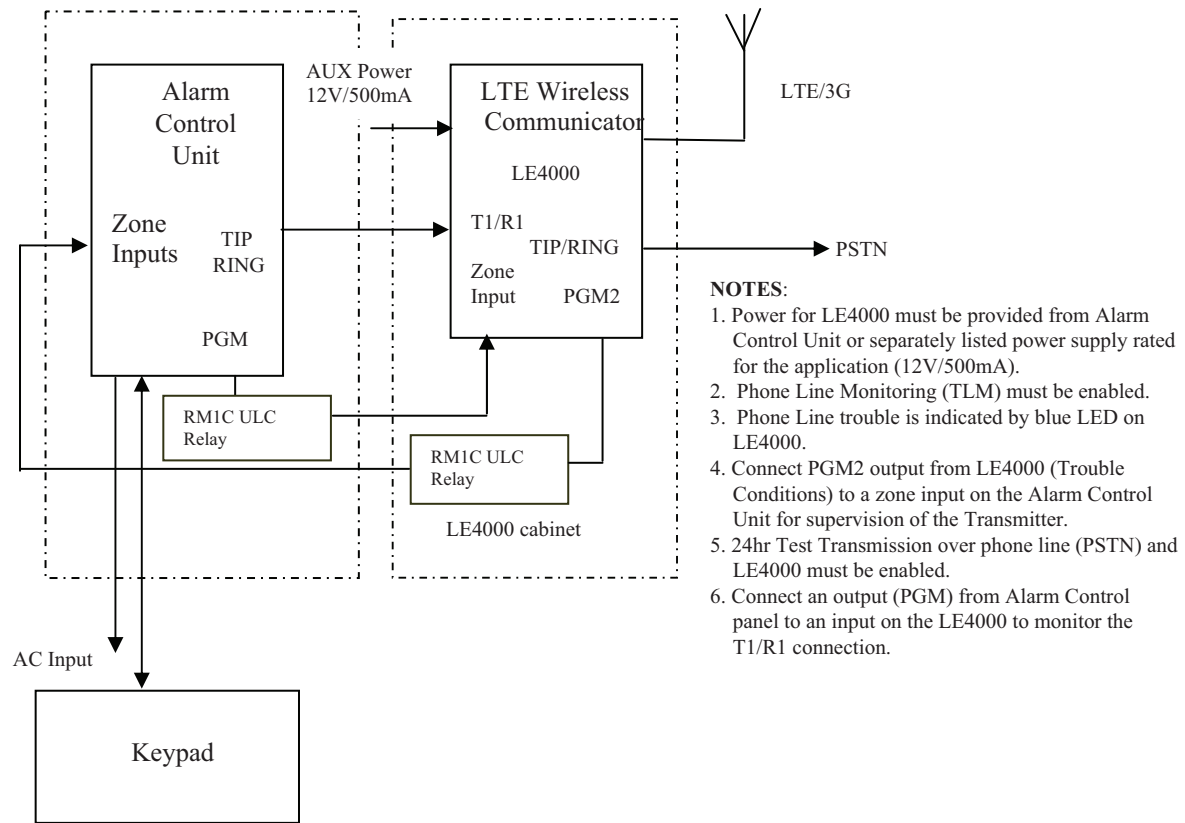 Alarm
Control
Unit
Zone
Inputs
TIP
RING
PGM
AUX Power
12V/500mA
LTE Wireless
Communicator
LE4000
T1/R1
TIP/RING
Zone
Input
PGM2
LTE/3G
PSTN
RM1C ULC
Relay
RM1C ULC
Relay
LE4000 cabinet
AC Input
Keypad
NOTES:
1. Power for LE4000 must be provided from Alarm
Control Unit or separately listed power supply rated
for the application (12V/500mA).
2. Phone Line Monitoring (TLM) must be enabled.
3. Phone Line trouble is indicated by blue LED on
LE4000.
4. Connect PGM2 output from LE4000 (Trouble
Conditions) to a zone input on the Alarm Control
Unit for supervision of the Transmitter.
5. 24hr Test Transmission over phone line (PSTN) and
LE4000 must be enabled.
6. Connect an output (PGM) from Alarm Control
panel to an input on the LE4000 to monitor the
T1/R1 connection.